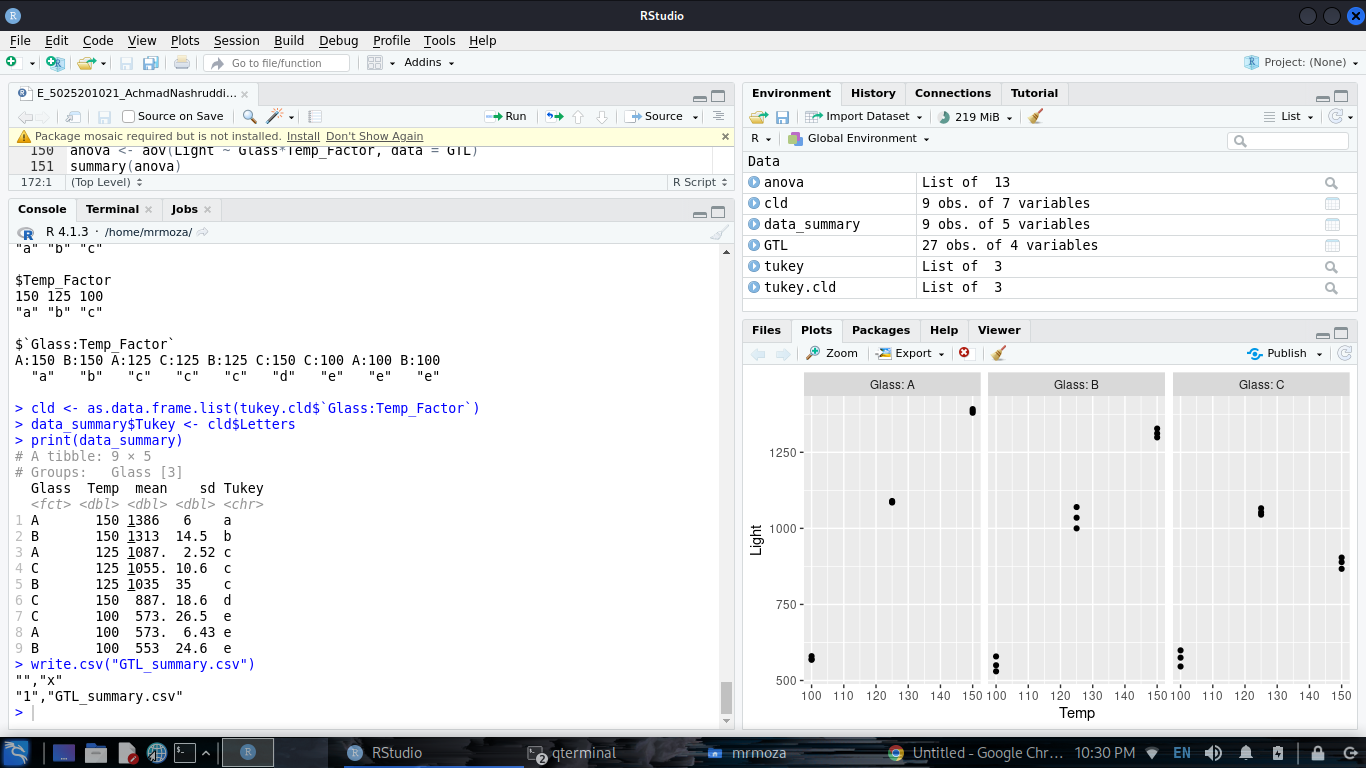 RStudio
File Edit Code View Plots Session Build Debug Profile Tools Help
Go to file/function Addins Project: (None)
E_5025201021_AchmadNashruddi...
Source on Save Run Source
Package mosaic required but is not installed. Install Don't Show Again
150 anova <- aov(Light ~ Glass*Temp_Factor, data = GTL)
151 summary(anova)
172:1 (Top Level) R Script
Console Terminal Jobs
R 4.1.3 · /home/mrmoza/
"a" "b" "c"
$Temp_Factor
150 125 100
"a" "b" "c"
$`Glass:Temp_Factor`
A:150 B:150 A:125 C:125 B:125 C:150 C:100 A:100 B:100
"a" "b" "c" "c" "c" "d" "e" "e" "e"
> cld <- as.data.frame.list(tukey.cld$`Glass:Temp_Factor`)
> data_summary$Tukey <- cld$Letters
> print(data_summary)
# A tibble: 9 × 5
# Groups: Glass [3]
Glass Temp mean sd Tukey
<fct> <dbl> <dbl> <dbl> <chr>
1 A 150 1386 6 a
2 B 150 1313 14.5 b
3 A 125 1087. 2.52 c
4 C 125 1055. 10.6 c
5 B 125 1035 35 c
6 C 150 887. 18.6 d
7 C 100 573. 26.5 e
8 A 100 573. 6.43 e
9 B 100 553 24.6 e
> write.csv("GTL_summary.csv")
"","x"
"1","GTL_summary.csv"
>
Environment History Connections Tutorial
Import Dataset 219 MiB List
R Global Environment
Data
anova List of 13
cld 9 obs. of 7 variables
data_summary 9 obs. of 5 variables
GTL 27 obs. of 4 variables
tukey List of 3
tukey.cld List of 3
Files Plots Packages Help Viewer
Zoom Export Publish
Glass: A Glass: B Glass: C
1250
1000
750
500
Light
100 110 120 130 140 150 100 110 120 130 140 150 100 110 120 130 140 150
Temp
RStudio 2 qterminal mrmoza Untitled - Google Chr... 10:30 PM EN